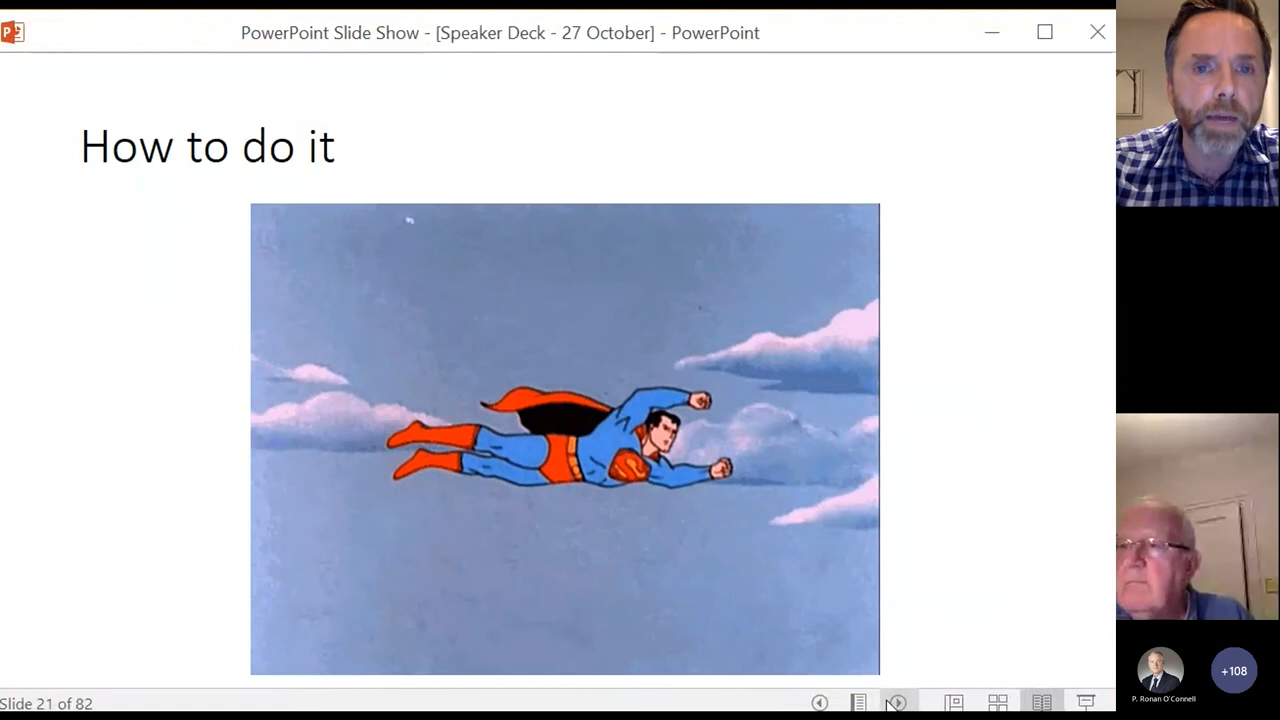 PowerPoint Slide Show - [Speaker Deck - 27 October] - PowerPoint
How to do it
Slide 21 of 82
+108
P. Ronan O'Connell